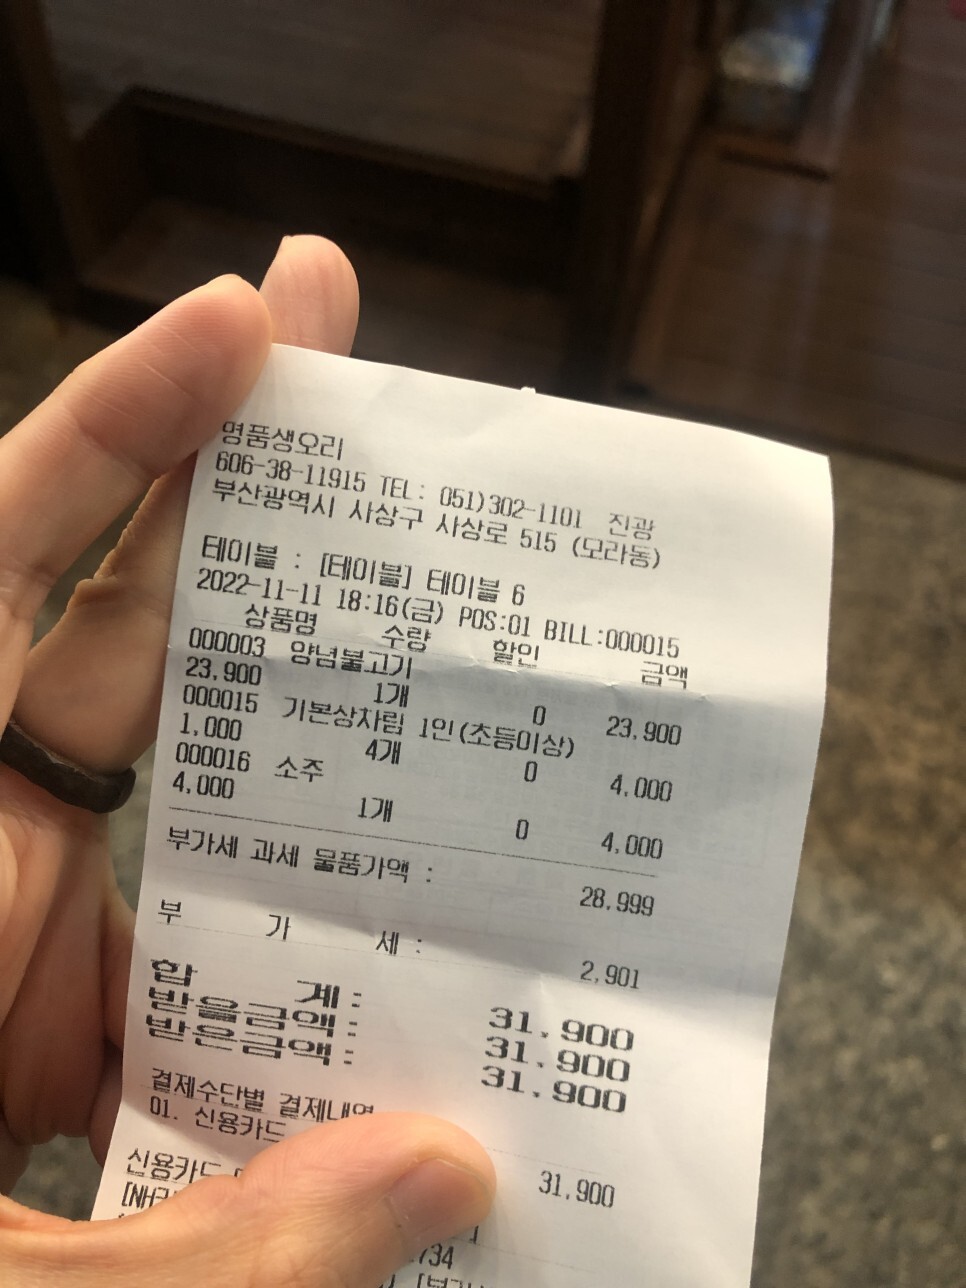 명품생오리
606-38-11915 TEL: 051)302-1101 진광
부산광역시 사상구 사상로 515 (모라동)
테이블 : [테이블] 테이블 6
2022-11-11 18:16(금) POS:01 BILL:000015
상품명 수량 할인 금액
000003 양념불고기
23,900 1개 0 23,900
000015 기본상차림 1인(초등이상)
1,000 4개 0 4,000
000016 소주
4,000 1개 0 4,000
부가세 과세 물품가액 : 28,999
부 가 세 : 2,901
합 계 : 31,900
받을금액 : 31,900
받은금액 : 31,900
결제수단별 결제내역
01. 신용카드 31,900
신용카드
[NH
734